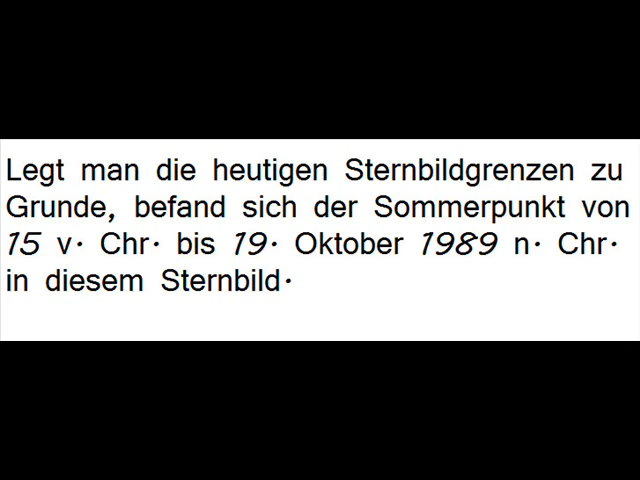 Legt man die heutigen Sternbildgrenzen zu
Grunde, befand sich der Sommerpunkt von
15 v· Chr· bis 19· Oktober 1989 n· Chr·
in diesem Sternbild·